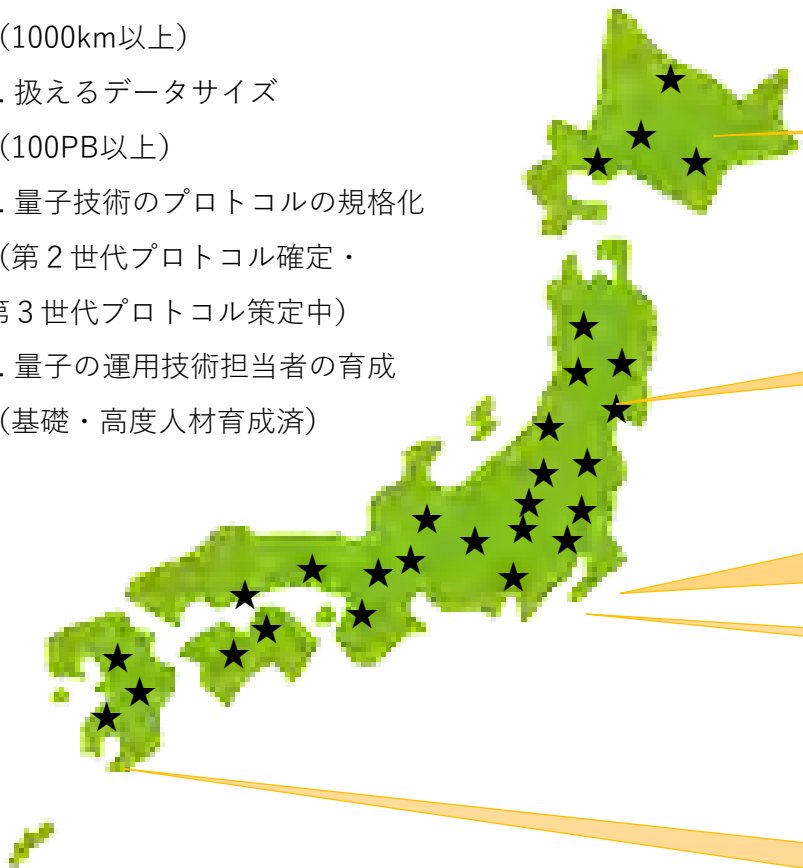 (1000km以上)
. 扱えるデータサイズ
(100PB以上)
. 量子技術のプロトコルの規格化
(第２世代プロトコル確定・
第３世代プロトコル策定中)
. 量子の運用技術担当者の育成
(基礎・高度人材育成済)